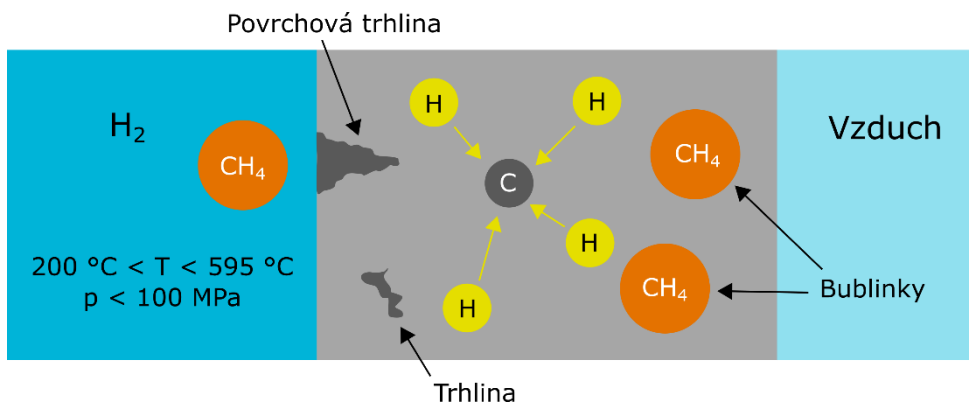 Povrchová trhlina
H₂
CH₄
200 °C < T < 595 °C
p < 100 MPa
H
H
C
H
H
CH₄
CH₄
Vzduch
Bublinky
Trhlina